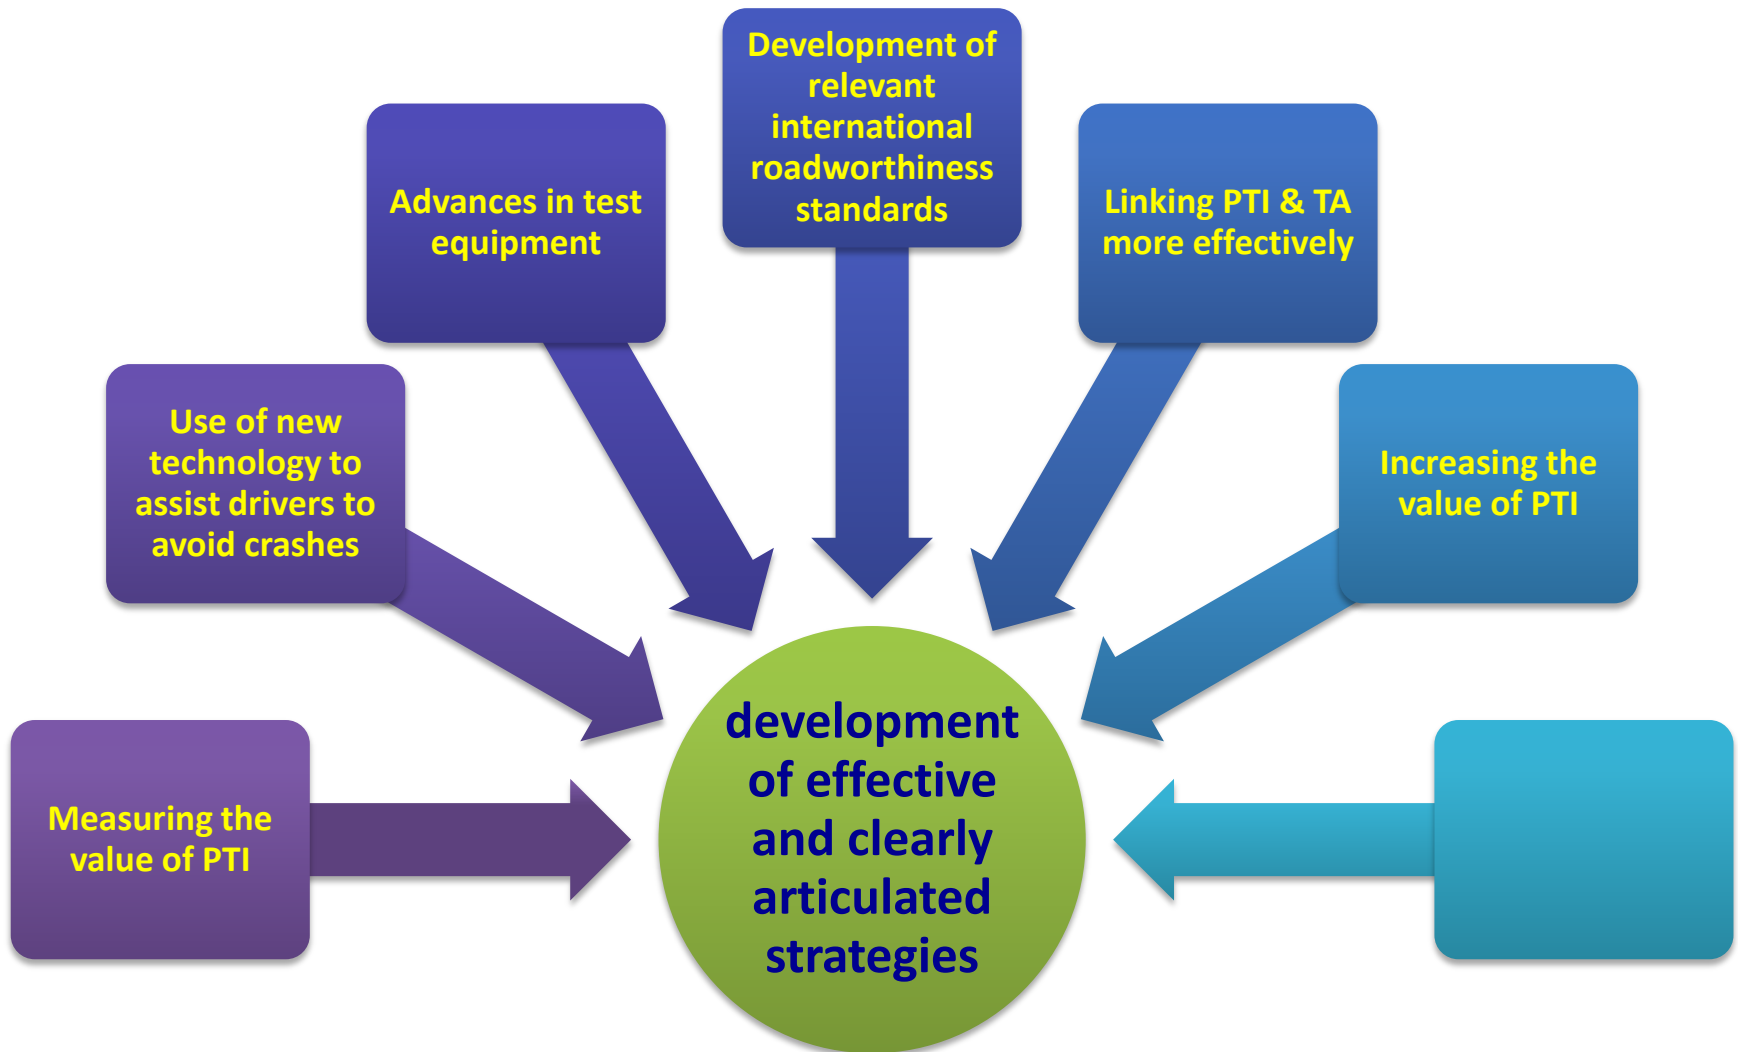 Development of
relevant
international
roadworthiness
standards
Advances in test
equipment
Linking PTI & TA
more effectively
Use of new
technology to
assist drivers to
avoid crashes
Increasing the
value of PTI
Measuring the
value of PTI
development
of effective
and clearly
articulated
strategies